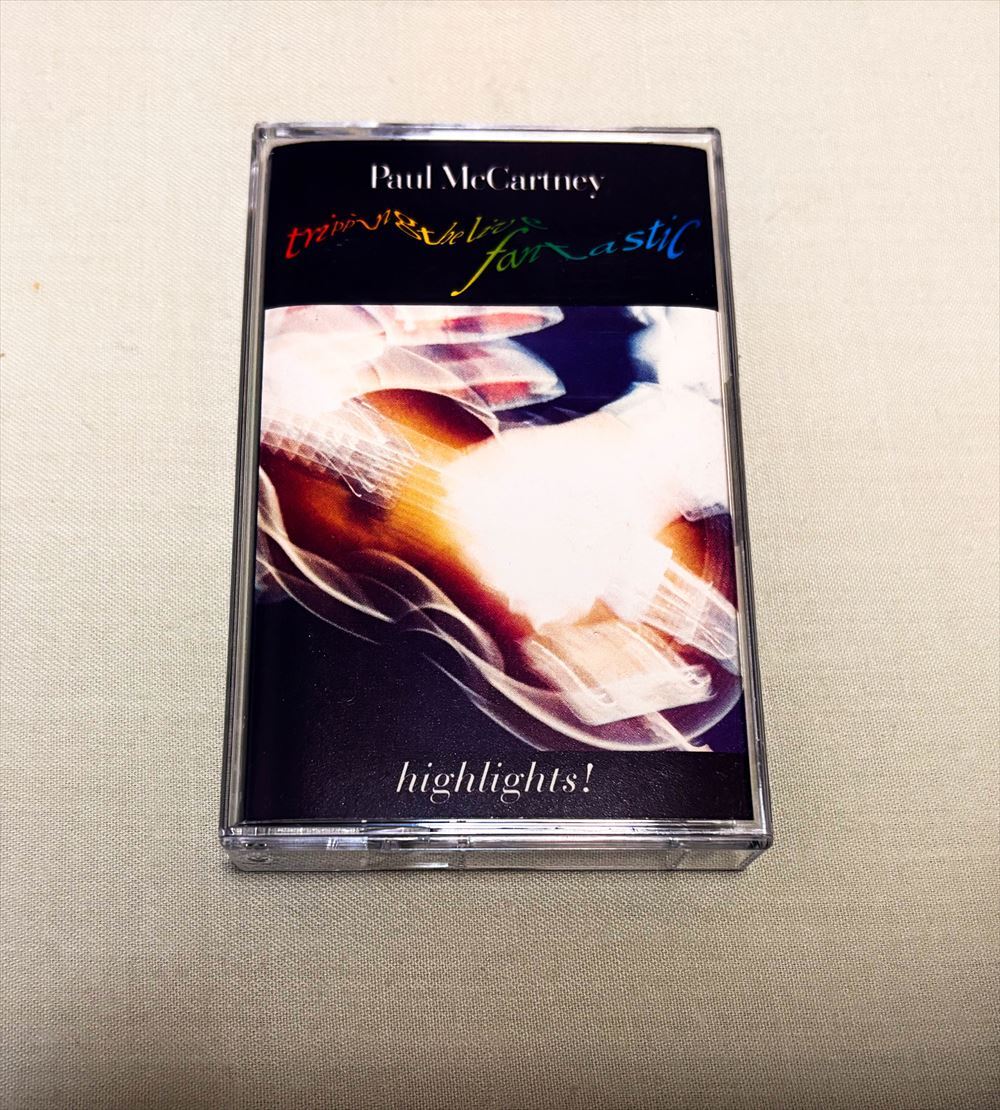 Paul McCartney
tripping the live
fantastic
highlights!